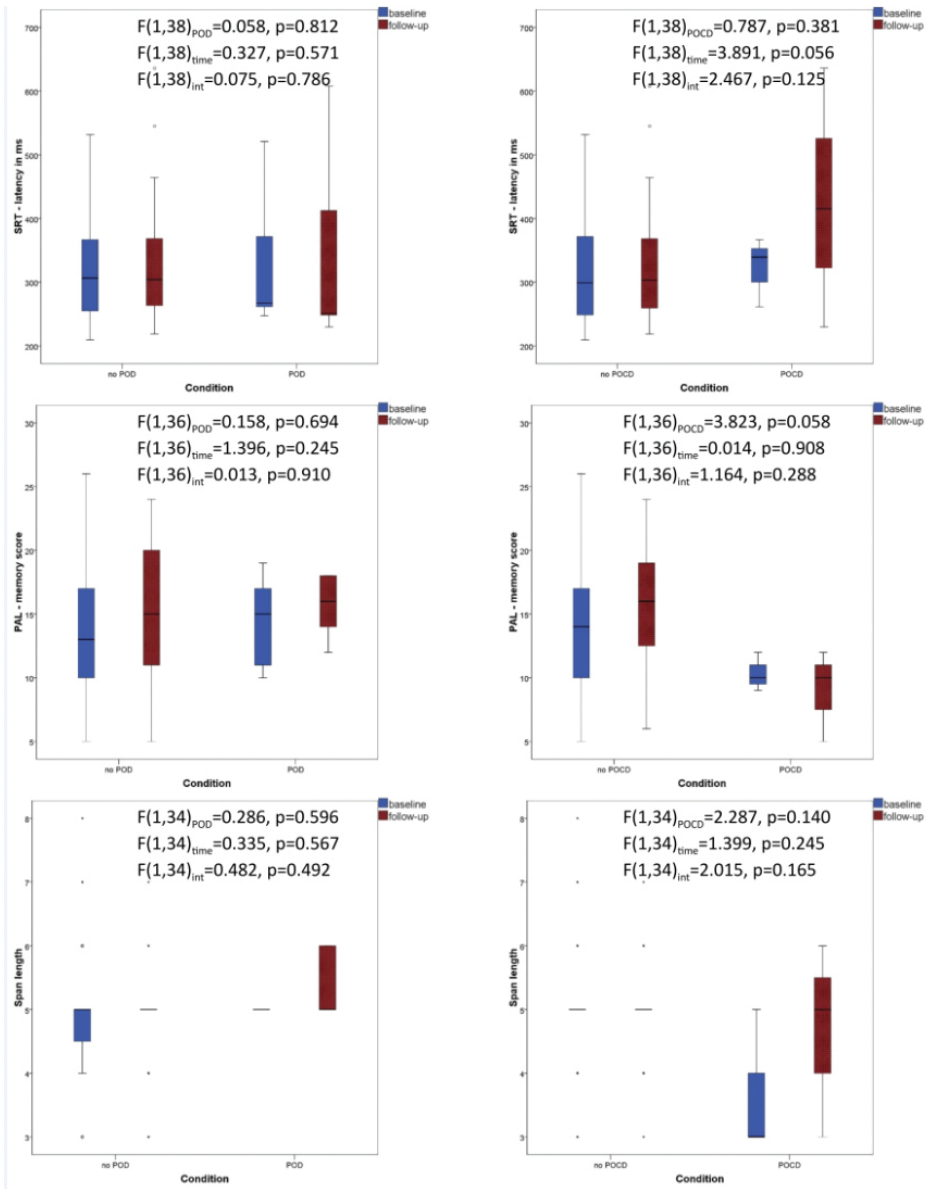 baseline
follow-up
F(1,38)POD=0.058, p=0.812
F(1,38)time=0.327, p=0.571
F(1,38)int=0.075, p=0.786
SRT - latency in ms
700
600
500
400
300
200
no POD
POD
Condition
baseline
follow-up
F(1,38)POCD=0.787, p=0.381
F(1,38)time=3.891, p=0.056
F(1,38)int=2.467, p=0.125
SRT - latency in ms
700
600
500
400
300
200
no POCD
POCD
Condition
baseline
follow-up
F(1,36)POD=0.158, p=0.694
F(1,36)time=1.396, p=0.245
F(1,36)int=0.013, p=0.910
PAL - memory score
30
25
20
15
10
5
no POD
POD
Condition
baseline
follow-up
F(1,36)POCD=3.823, p=0.058
F(1,36)time=0.014, p=0.908
F(1,36)int=1.164, p=0.288
PAL - memory score
30
25
20
15
10
5
no POCD
POCD
Condition
baseline
follow-up
F(1,34)POD=0.286, p=0.596
F(1,34)time=0.335, p=0.567
F(1,34)int=0.482, p=0.492
Span length
8
7
6
5
4
3
no POD
POD
Condition
baseline
follow-up
F(1,34)POCD=2.287, p=0.140
F(1,34)time=1.399, p=0.245
F(1,34)int=2.015, p=0.165
Span length
8
7
6
5
4
3
no POCD
POCD
Condition